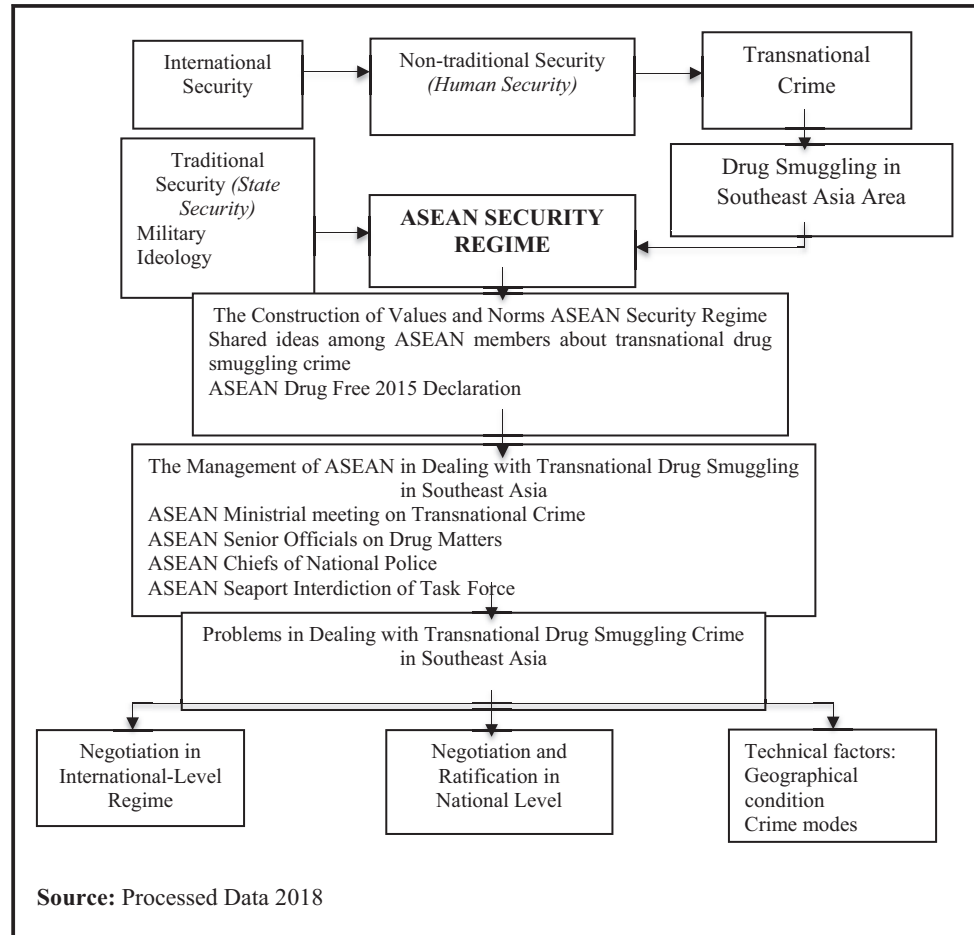 International
Security
Non-traditional Security
(Human Security)
Transnational
Crime
Traditional
Security (State
Security)
Military
Ideology
ASEAN SECURITY
REGIME
Drug Smuggling in
Southeast Asia Area
The Construction of Values and Norms ASEAN Security Regime
Shared ideas among ASEAN members about transnational drug
smuggling crime
ASEAN Drug Free 2015 Declaration
The Management of ASEAN in Dealing with Transnational Drug Smuggling
in Southeast Asia
ASEAN Ministrial meeting on Transnational Crime
ASEAN Senior Officials on Drug Matters
ASEAN Chiefs of National Police
ASEAN Seaport Interdiction of Task Force
Problems in Dealing with Transnational Drug Smuggling Crime
in Southeast Asia
Negotiation in
International-Level
Regime
Negotiation and
Ratification in
National Level
Technical factors:
Geographical
condition
Crime modes
Source: Processed Data 2018